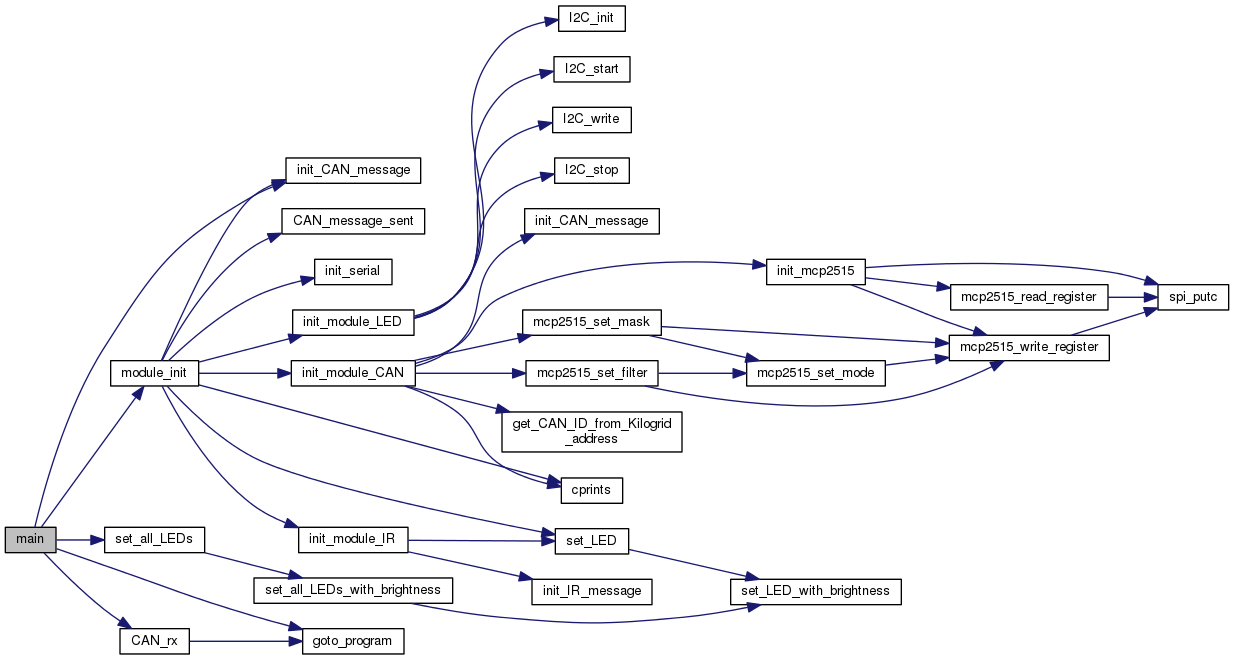 I2C_init
I2C_start
I2C_write
I2C_stop
init_CAN_message
CAN_message_sent
init_CAN_message
init_serial
init_mcp2515
mcp2515_read_register
spi_putc
init_module_LED
mcp2515_set_mask
mcp2515_write_register
module_init
init_module_CAN
mcp2515_set_filter
mcp2515_set_mode
get_CAN_ID_from_Kilogrid
_address
cprints
main
set_all_LEDs
init_module_IR
set_LED
set_all_LEDs_with_brightness
init_IR_message
set_LED_with_brightness
CAN_rx
goto_program